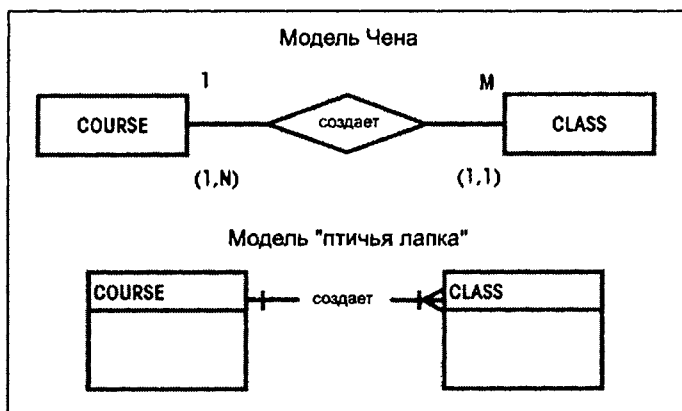 Модель Чена
1 M
COURSE создает CLASS
(1,N) (1,1)
Модель "птичья лапка"
COURSE создает CLASS